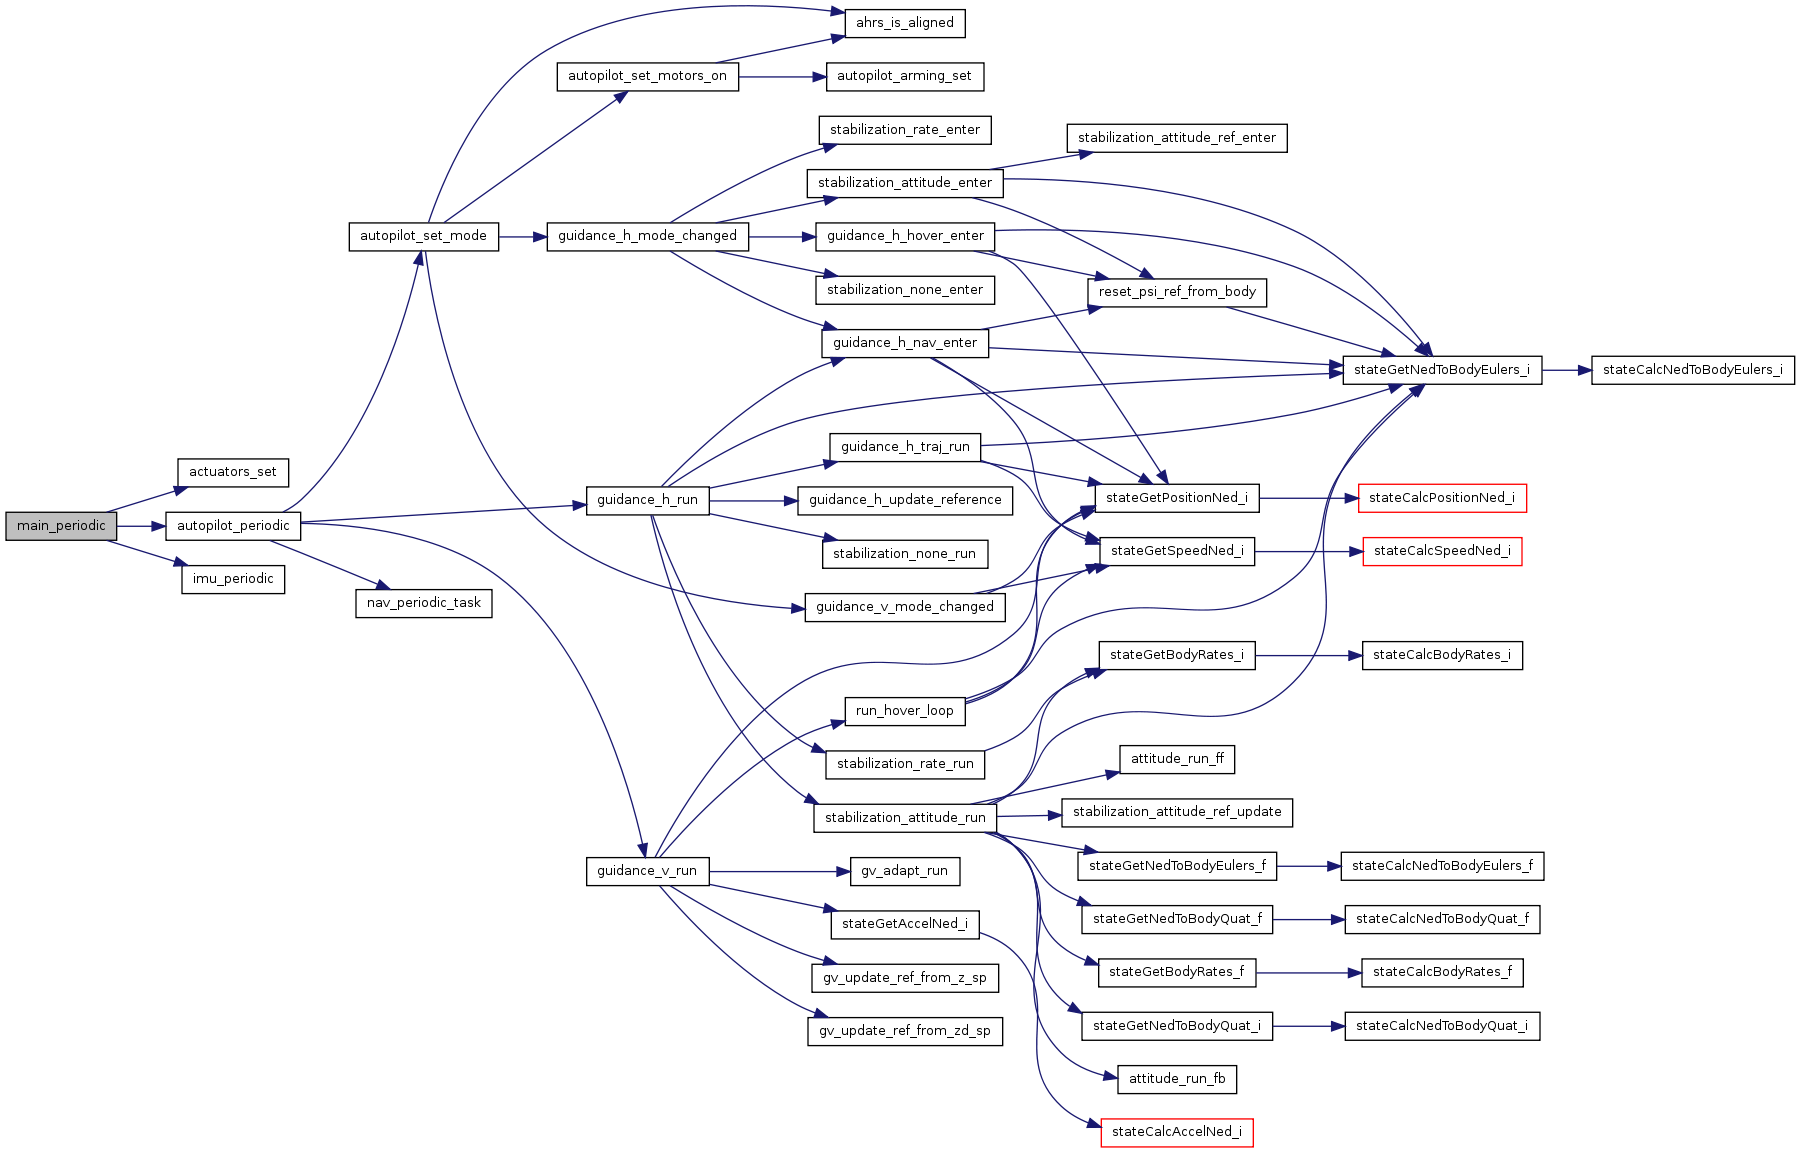 main_periodic
actuators_set
autopilot_periodic
imu_periodic
autopilot_set_mode
nav_periodic_task
autopilot_set_motors_on
guidance_h_mode_changed
guidance_h_run
guidance_v_run
ahrs_is_aligned
autopilot_arming_set
stabilization_rate_enter
stabilization_attitude_enter
guidance_h_hover_enter
stabilization_none_enter
guidance_h_nav_enter
guidance_h_traj_run
guidance_h_update_reference
stabilization_none_run
guidance_v_mode_changed
run_hover_loop
stabilization_rate_run
stabilization_attitude_run
gv_adapt_run
stateGetAccelNed_i
gv_update_ref_from_z_sp
gv_update_ref_from_zd_sp
stabilization_attitude_ref_enter
reset_psi_ref_from_body
stateGetPositionNed_i
stateGetSpeedNed_i
stateGetBodyRates_i
attitude_run_ff
stabilization_attitude_ref_update
stateGetNedToBodyEulers_f
stateGetNedToBodyQuat_f
stateGetBodyRates_f
stateGetNedToBodyQuat_i
attitude_run_fb
stateCalcAccelNed_i
stateGetNedToBodyEulers_i
stateCalcPositionNed_i
stateCalcSpeedNed_i
stateCalcBodyRates_i
stateCalcNedToBodyEulers_f
stateCalcNedToBodyQuat_f
stateCalcBodyRates_f
stateCalcNedToBodyQuat_i
stateCalcNedToBodyEulers_i